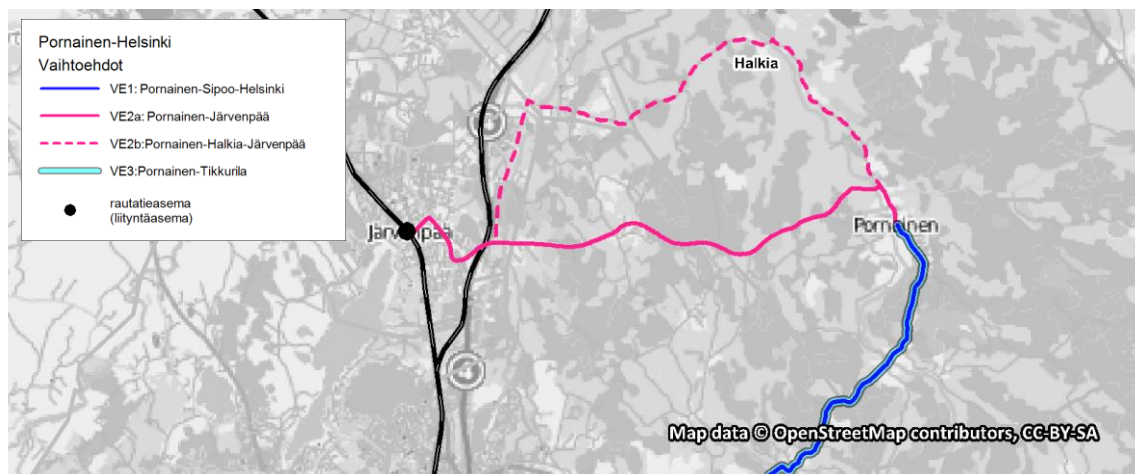 Pornainen-Helsinki
Vaihtoehdot
VE1: Pornainen-Sipoo-Helsinki
VE2a: Pornainen-Järvenpää
VE2b:Pornainen-Halkia-Järvenpää
VE3:Pornainen-Tikkurila
rautatieasema
(liityntäasema)
Halkia
Pornainen
4
Map data © OpenStreetMap contributors, CC-BY-SA